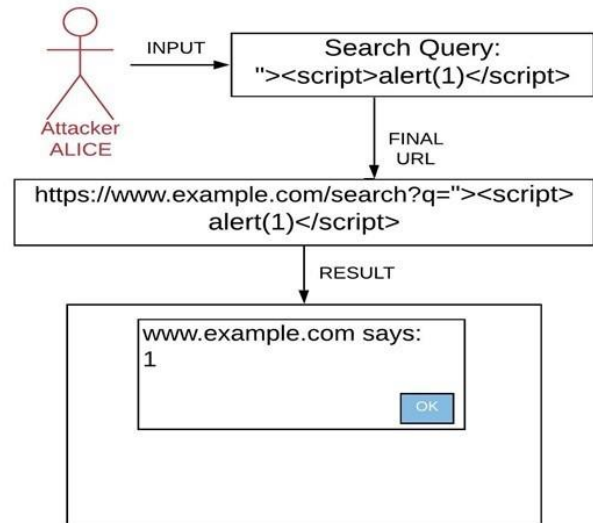 INPUT
Search Query:
"><script>alert(1)</script>
Attacker
ALICE
FINAL
URL
https://www.example.com/search?q="><script>
alert(1)</script>
RESULT
www.example.com says:
1
OK